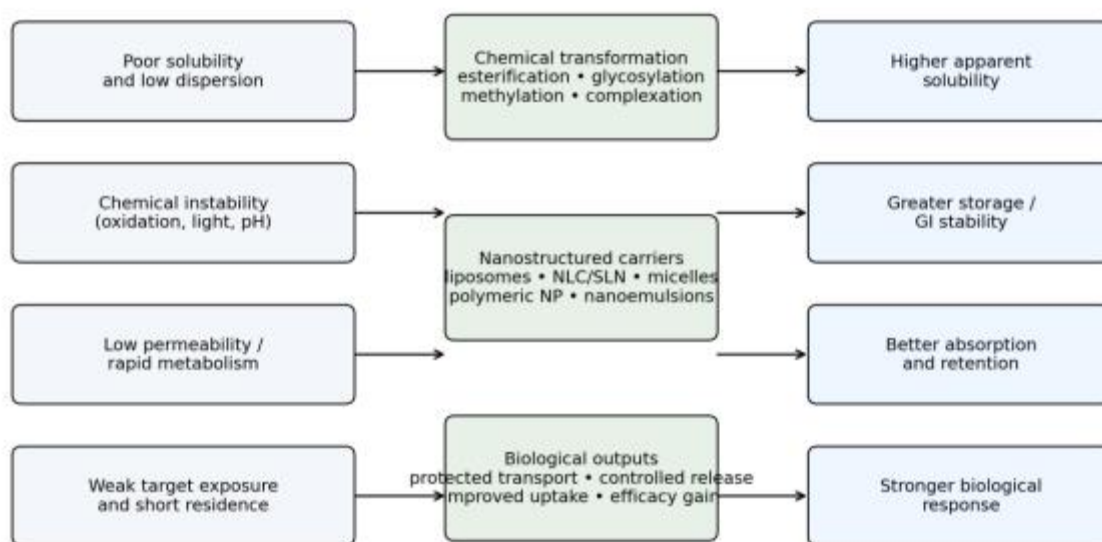 Poor solubility
and low dispersion
Chemical transformation
esterification • glycosylation
methylation • complexation
Higher apparent
solubility
Chemical instability
(oxidation, light, pH)
Nanostructured carriers
liposomes • NLC/SLN • micelles
polymeric NP • nanoemulsions
Greater storage /
GI stability
Low permeability /
rapid metabolism
Better absorption
and retention
Weak target exposure
and short residence
Biological outputs
protected transport • controlled release
improved uptake • efficacy gain
Stronger biological
response